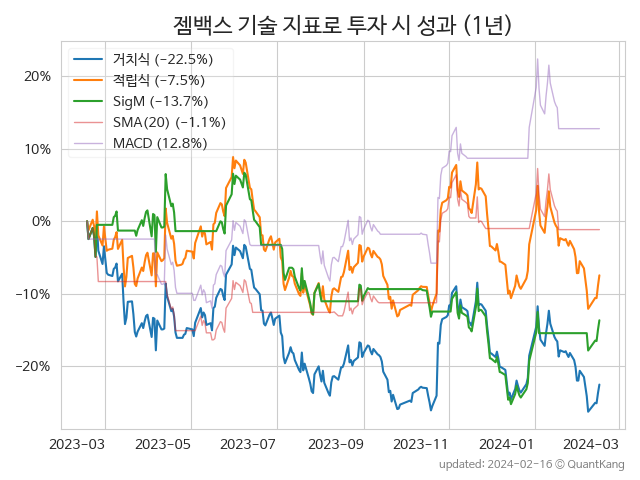 젬백스 기술 지표로 투자 시 성과 (1년)
거치식 (−22.5%)
적립식 (−7.5%)
SigM (−13.7%)
SMA(20) (−1.1%)
MACD (12.8%)
20%
10%
0%
−10%
−20%
2023−03 2023−05 2023−07 2023−09 2023−11 2024−01 2024−03
updated: 2024−02−16 © QuantKang